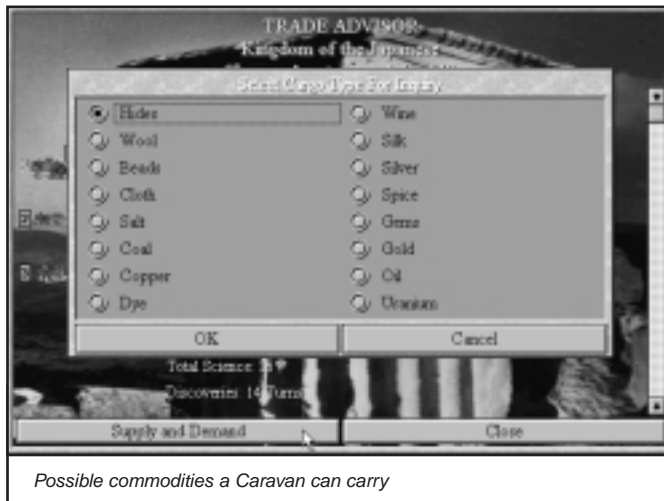 TRADE ADVISOR
Kingdom of the Japanese
Select Cargo Type For Inquiry
Hides
Wool
Beads
Cloth
Salt
Coal
Copper
Dye
Wine
Silk
Silver
Spice
Gems
Gold
Oil
Uranium
OK
Cancel
Total Science:
Discoveries: 14 Turns
Supply and Demand
Close
Possible commodities a Caravan can carry